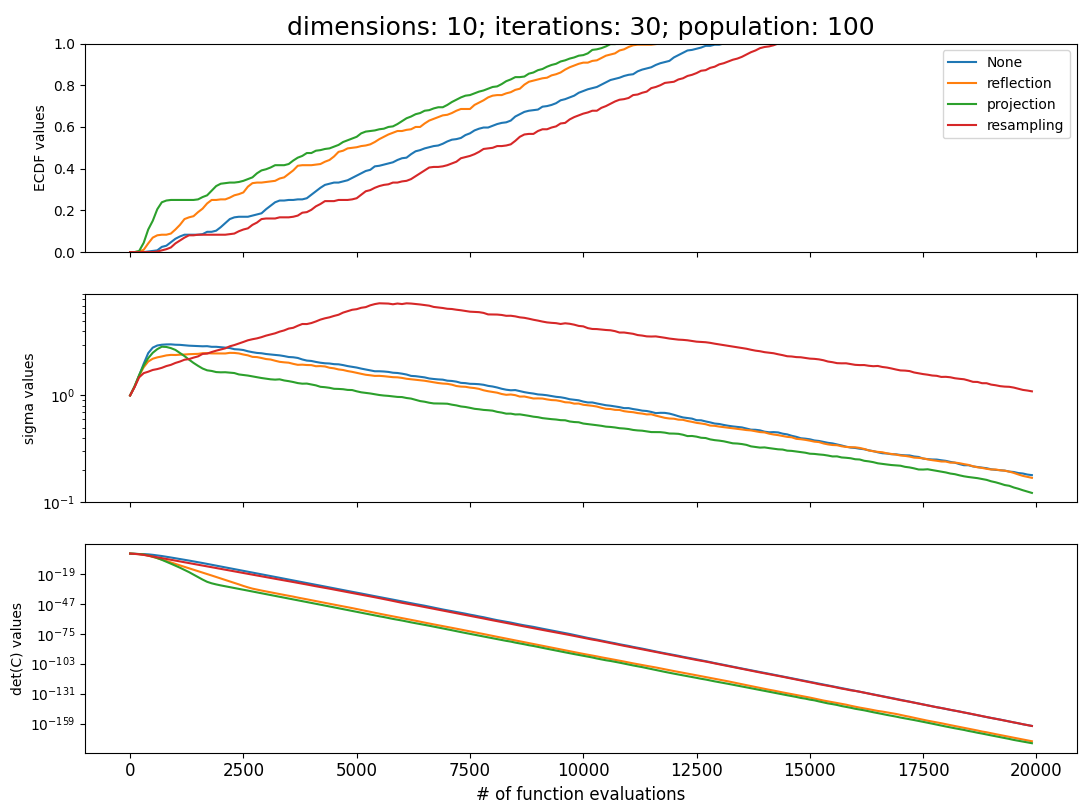 dimensions: 10; iterations: 30; population: 100
1.0
0.8
0.6
0.4
0.2
0.0
ECDF values
None
reflection
projection
resampling
10^0
10^-1
sigma values
10^-19
10^-47
10^-75
10^-103
10^-131
10^-159
det(C) values
0 2500 5000 7500 10000 12500 15000 17500 20000
# of function evaluations